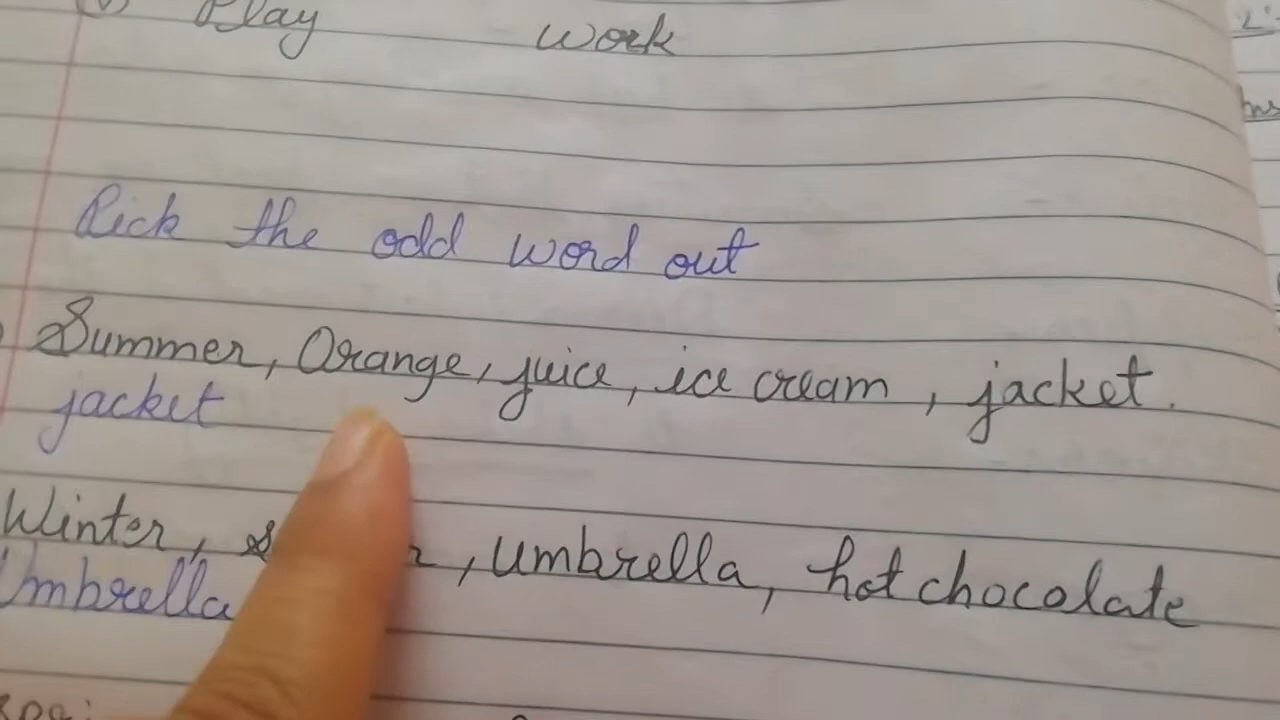 Play work
Pick the odd word out
Summer, Orange, juice, ice cream, jacket.
jacket
Winter, umbrella, hot chocolate
Umbrella